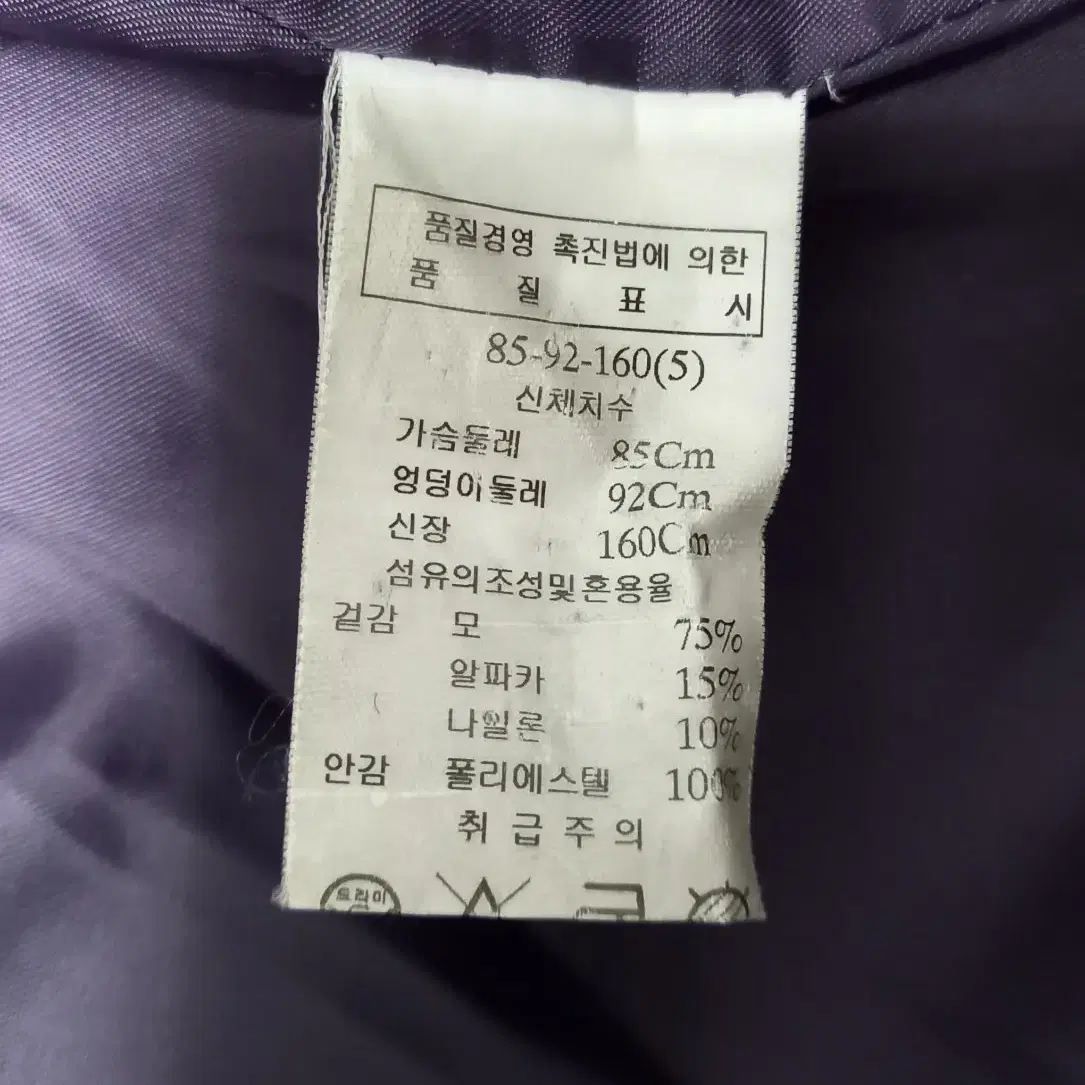 품질경영 촉진법에 의한
품 질 표 시
85-92-160(5)
신체치수
가슴둘레 85Cm
엉덩이둘레 92Cm
신장 160Cm
섬유의조성및혼용율
겉감 모 75%
알파카 15%
나일론 10%
안감 폴리에스텔 100%
취 급 주 의
드라이